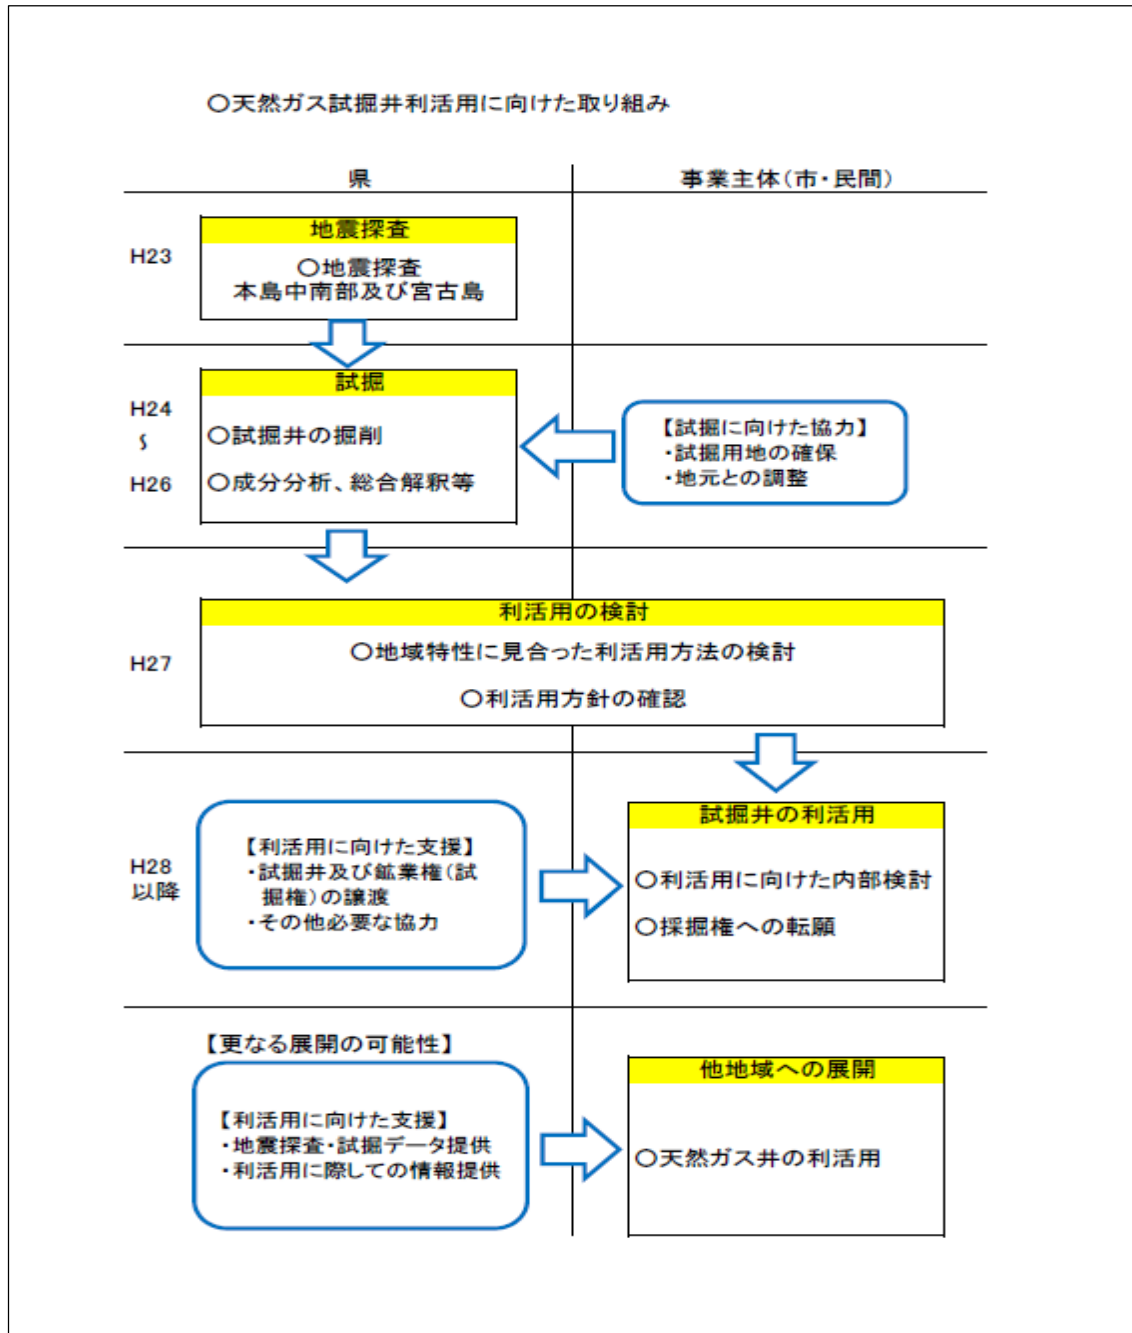 〇天然ガス試掘井利活用に向けた取り組み
県
事業主体(市・民間)
H23
地震探査
〇地震探査
本島中南部及び宮古島
H24
〜
H26
試掘
〇試掘井の掘削
〇成分分析、総合解釈等
【試掘に向けた協力】
・試掘用地の確保
・地元との調整
H27
利活用の検討
〇地域特性に見合った利活用方法の検討
〇利活用方針の確認
H28
以降
【利活用に向けた支援】
・試掘井及び鉱業権(試
掘権)の譲渡
・その他必要な協力
試掘井の利活用
〇利活用に向けた内部検討
〇採掘権への転願
【更なる展開の可能性】
【利活用に向けた支援】
・地震探査・試掘データ提供
・利活用に際しての情報提供
他地域への展開
〇天然ガス井の利活用